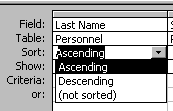 Field: Last Name
Table: Personnel
Sort: Ascending
Show: Ascending
Criteria: Descending
or: (not sorted)